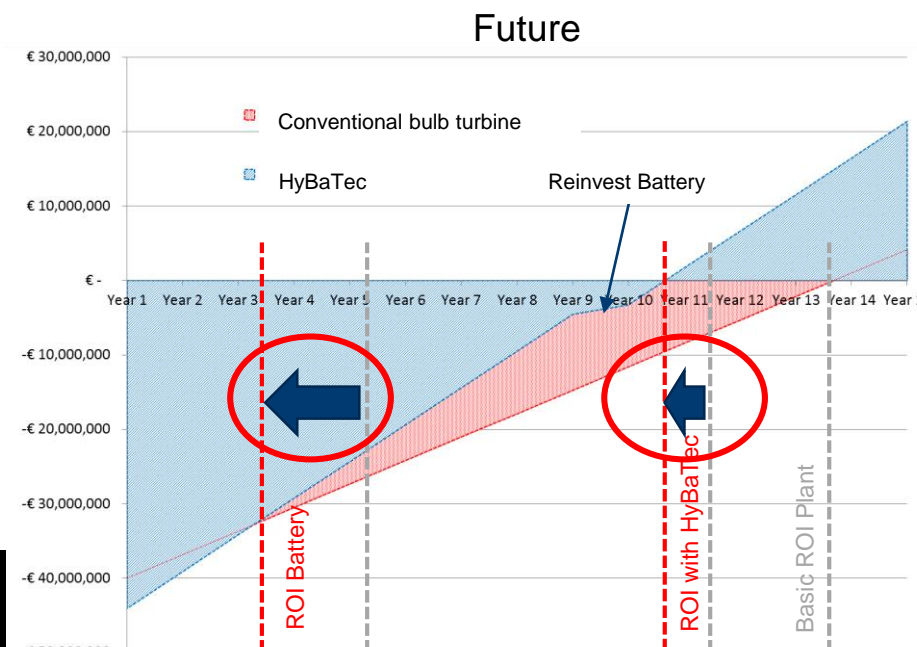 Future
€ 30,000,000
€ 20,000,000
€ 10,000,000
€ -
-€ 10,000,000
-€ 20,000,000
-€ 30,000,000
-€ 40,000,000
Conventional bulb turbine
HyBaTec
Reinvest Battery
Year 1 Year 2 Year 3 Year 4 Year 5 Year 6 Year 7 Year 8 Year 9 Year 10 Year 11 Year 12 Year 13 Year 14 Year
ROI Battery
ROI with HyBaTec
Basic ROI Plant